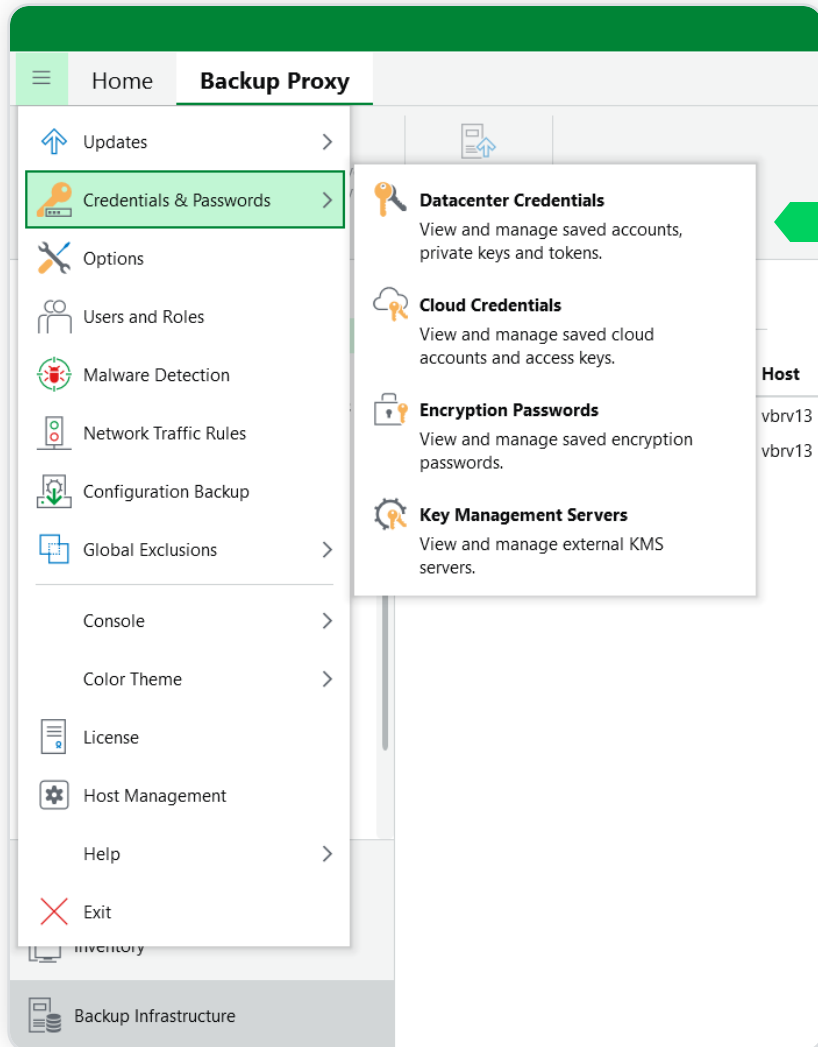 Home
Backup Proxy
Updates
Credentials & Passwords
Options
Users and Roles
Malware Detection
Network Traffic Rules
Configuration Backup
Global Exclusions
Console
Color Theme
License
Host Management
Help
Exit
Datacenter Credentials
View and manage saved accounts,
private keys and tokens.
Cloud Credentials
View and manage saved cloud
accounts and access keys.
Encryption Passwords
View and manage saved encryption
passwords.
Key Management Servers
View and manage external KMS
servers.
Host
vbrv13
vbrv13
Inventory
Backup Infrastructure